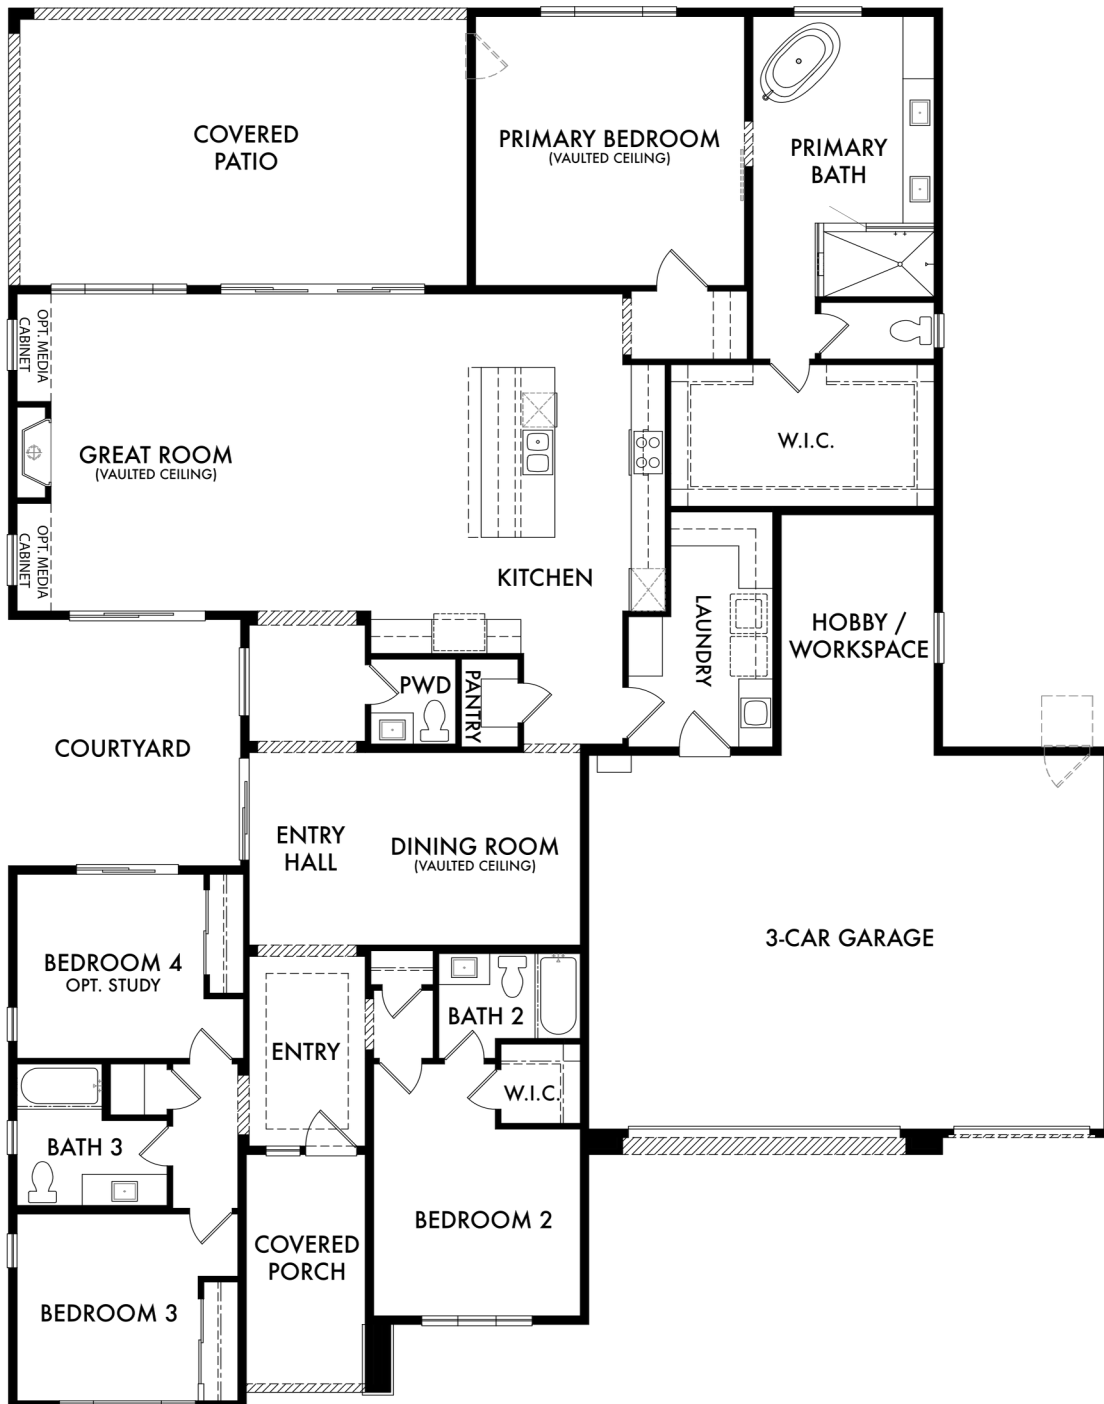 COVERED
PATIO
PRIMARY BEDROOM
(VAULTED CEILING)
PRIMARY
BATH
OPT. MEDIA
CABINET
GREAT ROOM
(VAULTED CEILING)
W.I.C.
OPT. MEDIA
CABINET
KITCHEN
LAUNDRY
HOBBY /
WORKSPACE
PWD
PANTRY
COURTYARD
ENTRY
HALL
DINING ROOM
(VAULTED CEILING)
3-CAR GARAGE
BEDROOM 4
OPT. STUDY
BATH 2
ENTRY
W.I.C.
BATH 3
BEDROOM 2
COVERED
PORCH
BEDROOM 3